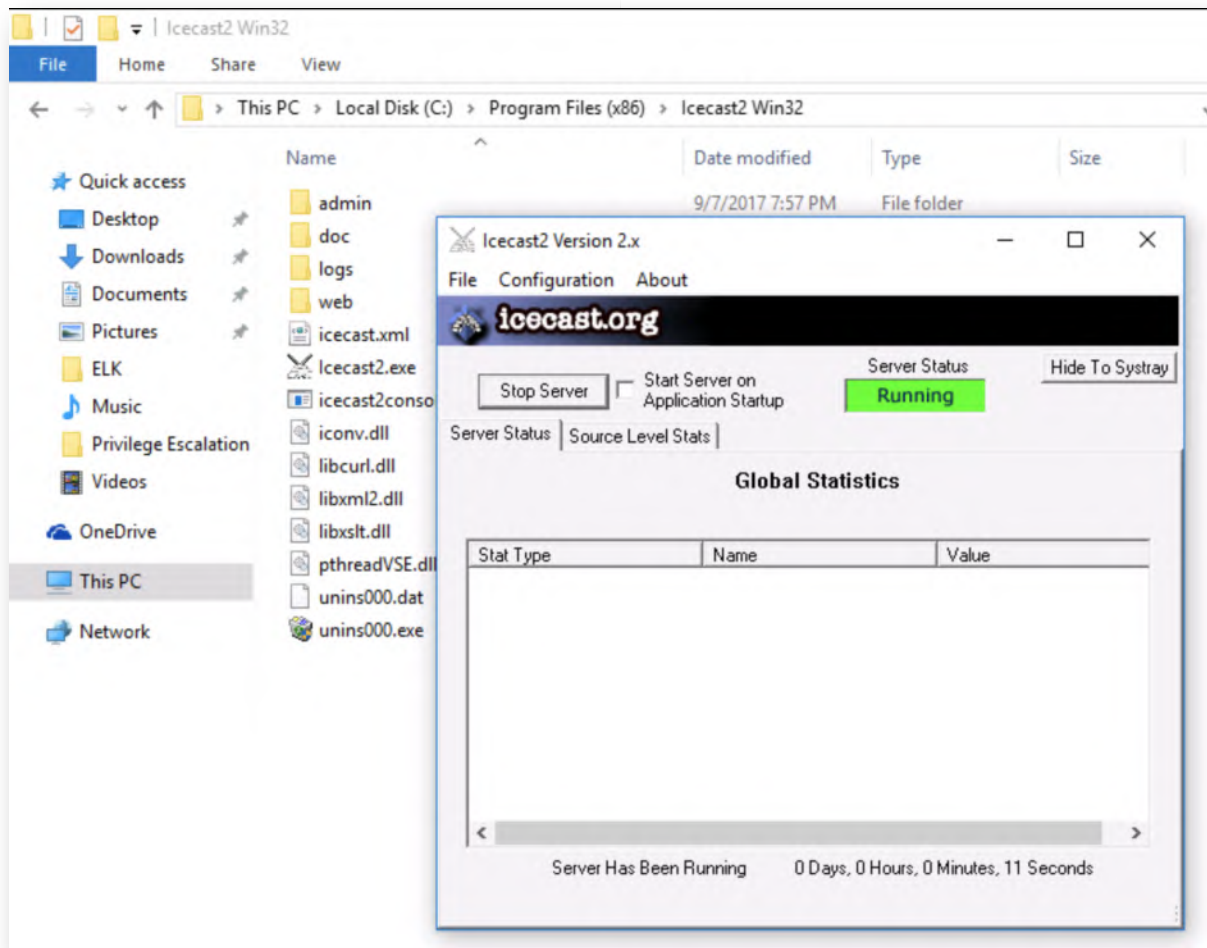 Icecast2 Win32
File Home Share View
This PC Local Disk (C:) Program Files (x86) Icecast2 Win32
Name Date modified Type Size
Quick access
Desktop
Downloads
Documents
Pictures
ELK
Music
Privilege Escalation
Videos
OneDrive
This PC
Network
admin 9/7/2017 7:57 PM File folder
doc
logs
web
icecast.xml
Icecast2.exe
icecast2conso
iconv.dll
libcurl.dll
libxml2.dll
libxslt.dll
pthreadVSE.dll
unins000.dat
unins000.exe
Icecast2 Version 2.x
File Configuration About
icecast.org
Stop Server
Start Server on
Application Startup
Server Status
Running
Hide To Systray
Server Status Source Level Stats
Global Statistics
Stat Type Name Value
Server Has Been Running 0 Days, 0 Hours, 0 Minutes, 11 Seconds